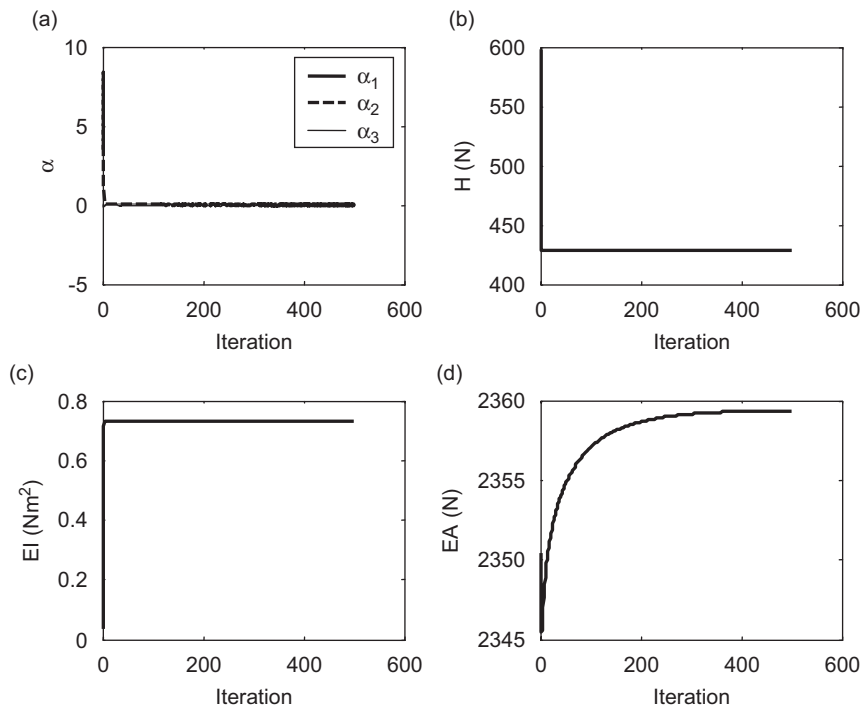 (a)
10
5
0
-5
α
α1
α2
α3
0
200
400
600
Iteration
(b)
600
550
500
450
400
H (N)
0
200
400
600
Iteration
(c)
0.8
0.6
0.4
0.2
0
EI (Nm²)
0
200
400
600
Iteration
(d)
2360
2355
2350
2345
EA (N)
0
200
400
600
Iteration